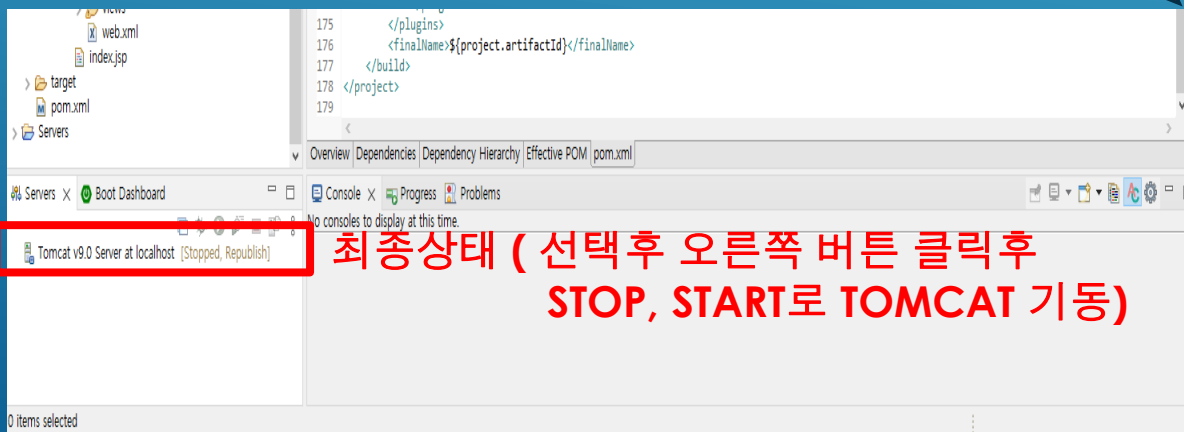 views
web.xml
index.jsp
target
pom.xml
Servers
175 </plugins>
176 <finalName>${project.artifactId}</finalName>
177 </build>
178 </project>
179
Overview Dependencies Dependency Hierarchy Effective POM pom.xml
Servers Boot Dashboard
Console Progress Problems
No consoles to display at this time.
Tomcat v9.0 Server at localhost [Stopped, Republish]
최종상태 ( 선택후 오른쪽 버튼 클릭후
STOP, START로 TOMCAT 기동)
0 items selected